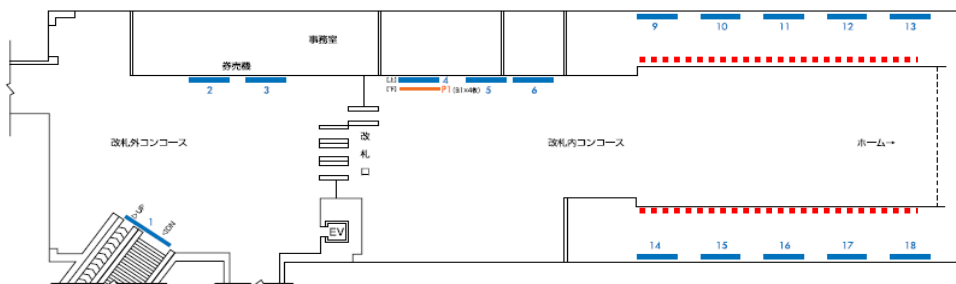 9 10 11 12 13
事務室
券売機
2 3
[上] 4
[下] P1 (B1×4枚) 5 6
改札外コンコース
改札口
改札内コンコース
ホーム→
1
▷UP
◁DN
EV
14 15 16 17 18